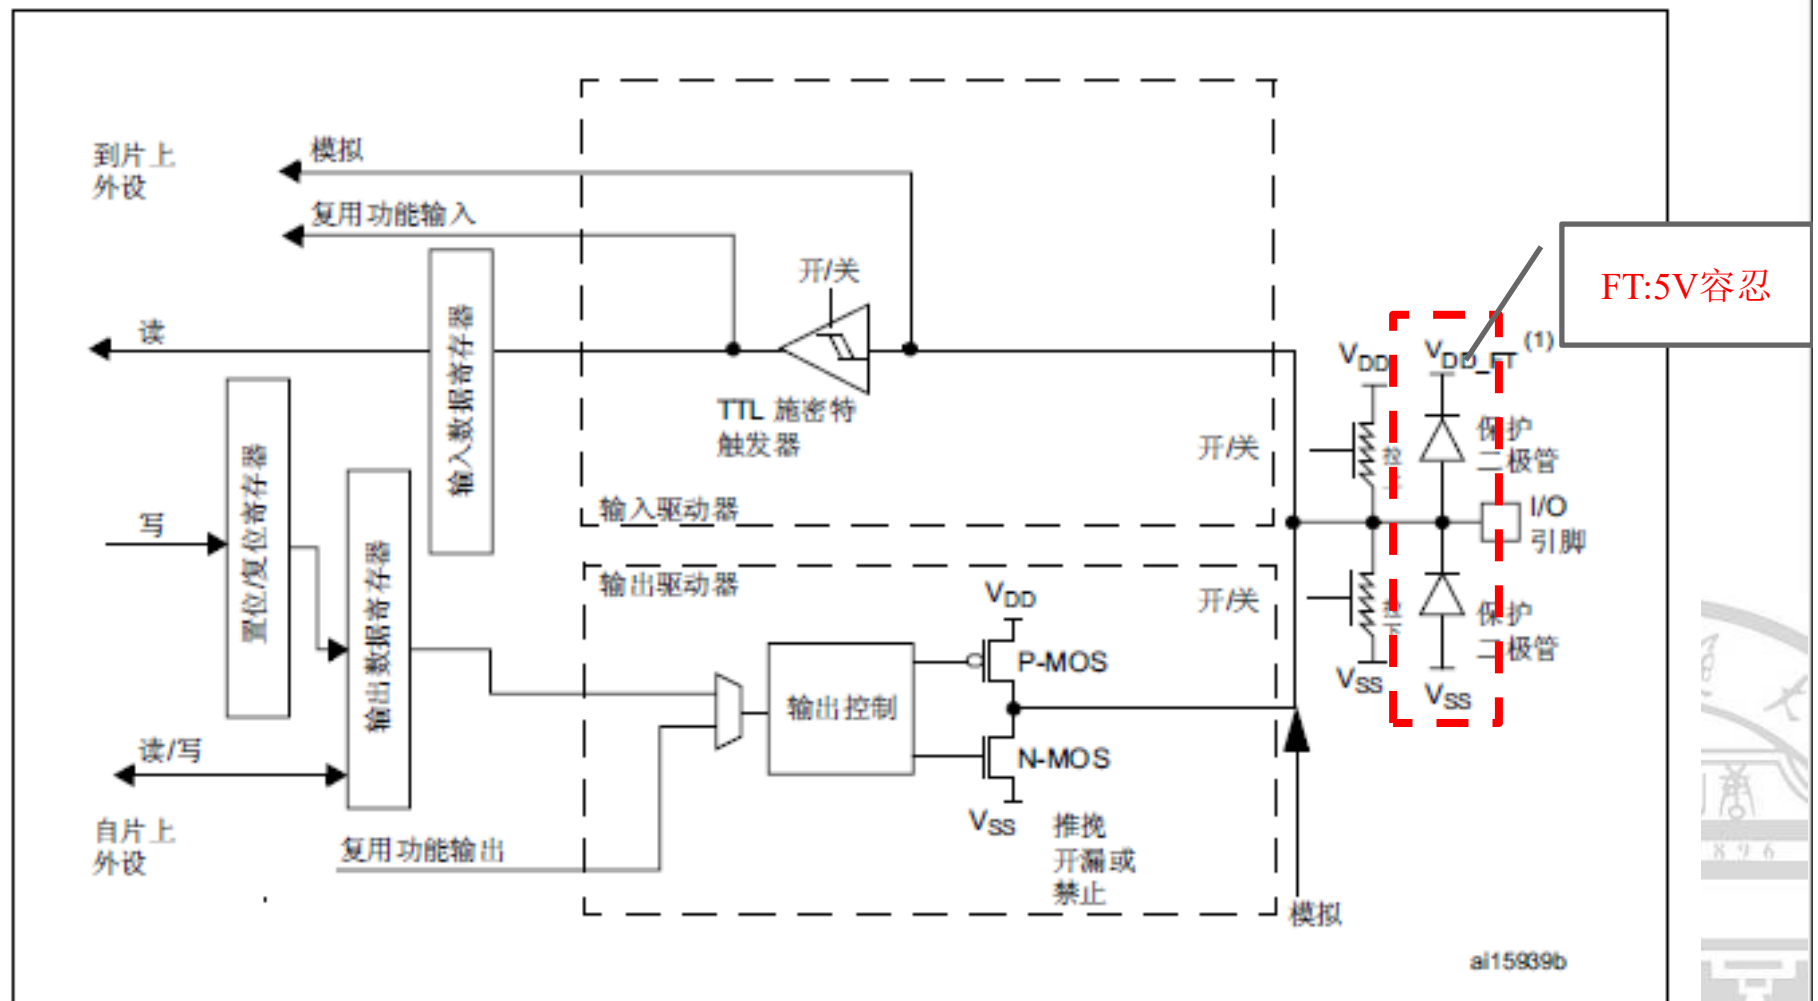 到片上
外设
模拟
复用功能输入
读
写
读/写
自片上
外设
复用功能输出
置位/复位寄存器
输出数据寄存器
输入数据寄存器
开/关
TTL 施密特
触发器
输入驱动器
输出驱动器
输出控制
VDD
P-MOS
N-MOS
VSS
推挽
开漏或
禁止
模拟
开/关
开/关
VDD
拉
VSS
拉
下
VDD_FT (1)
保护
二极管
I/O
引脚
保护
二极管
VSS
FT:5V容忍
ai15939b
大
1896